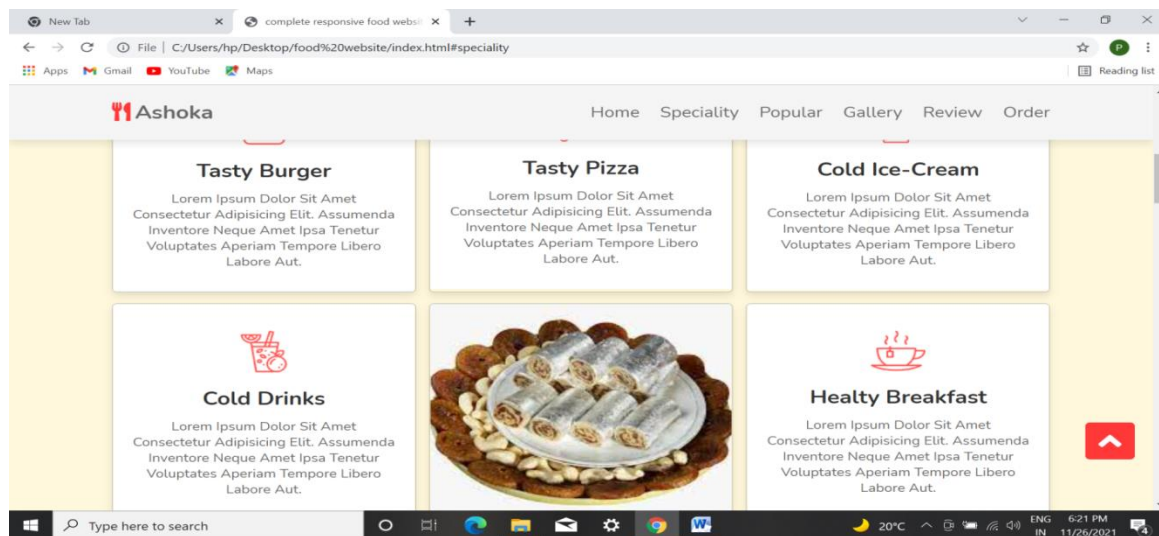 New Tab
complete responsive food websi
File | C:/Users/hp/Desktop/food%20website/index.html#speciality
P
Apps Gmail YouTube Maps Reading list
Ashoka Home Speciality Popular Gallery Review Order
Tasty Burger
Lorem Ipsum Dolor Sit Amet
Consectetur Adipisicing Elit. Assumenda
Inventore Neque Amet Ipsa Tenetur
Voluptates Aperiam Tempore Libero
Labore Aut.
Tasty Pizza
Lorem Ipsum Dolor Sit Amet
Consectetur Adipisicing Elit. Assumenda
Inventore Neque Amet Ipsa Tenetur
Voluptates Aperiam Tempore Libero
Labore Aut.
Cold Ice-Cream
Lorem Ipsum Dolor Sit Amet
Consectetur Adipisicing Elit. Assumenda
Inventore Neque Amet Ipsa Tenetur
Voluptates Aperiam Tempore Libero
Labore Aut.
Cold Drinks
Lorem Ipsum Dolor Sit Amet
Consectetur Adipisicing Elit. Assumenda
Inventore Neque Amet Ipsa Tenetur
Voluptates Aperiam Tempore Libero
Labore Aut.
Healty Breakfast
Lorem Ipsum Dolor Sit Amet
Consectetur Adipisicing Elit. Assumenda
Inventore Neque Amet Ipsa Tenetur
Voluptates Aperiam Tempore Libero
Labore Aut.
Type here to search
W
20°C
ENG
IN
6:21 PM
11/26/2021
4